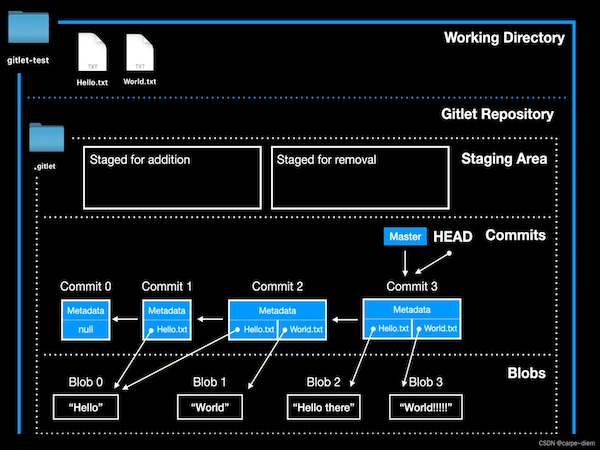 Working Directory
gitlet-test
TXT
TXT
Hello.txt
World.txt
Gitlet Repository
.gitlet
Staged for addition
Staged for removal
Staging Area
Master
HEAD
Commits
Commit 0
Commit 1
Commit 2
Commit 3
Metadata
Metadata
Metadata
Metadata
null
Hello.txt
Hello.txt
World.txt
Hello.txt
World.txt
Blobs
Blob 0
Blob 1
Blob 2
Blob 3
“Hello”
“World”
“Hello there”
“World!!!!!”
CSDN @carpe~diem